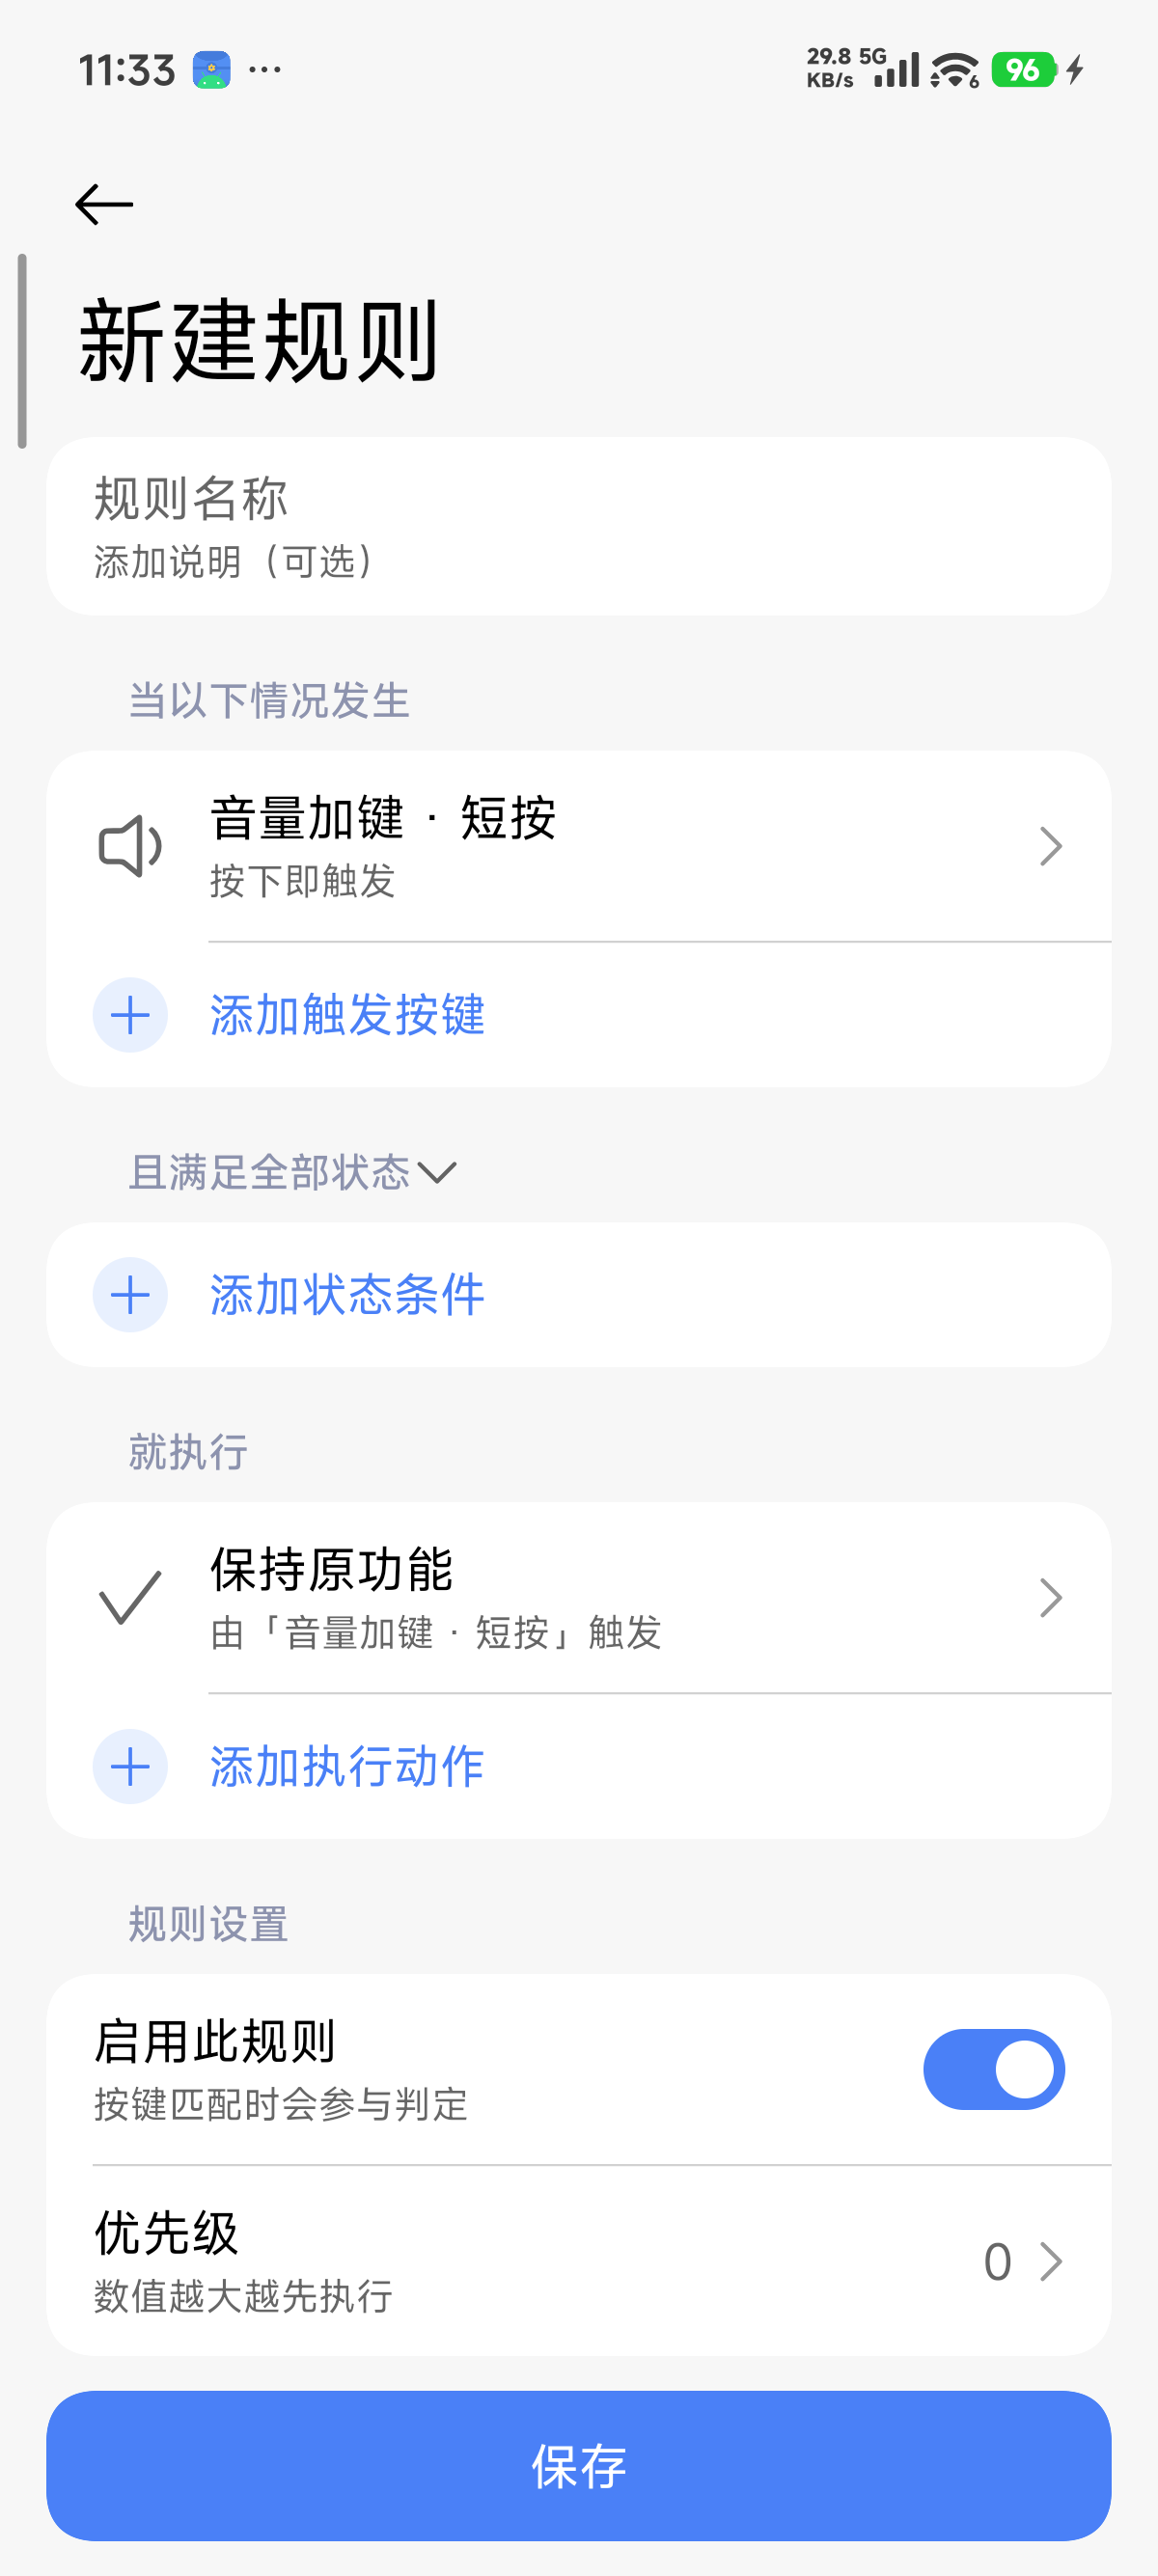 11:33 ···
29.8 5G
KB/s 6 96
新建规则
规则名称
添加说明（可选）
当以下情况发生
音量加键 · 短按
按下即触发
添加触发按键
且满足全部状态
添加状态条件
就执行
保持原功能
由「音量加键 · 短按」触发
添加执行动作
规则设置
启用此规则
按键匹配时会参与判定
优先级
0
数值越大越先执行
保存